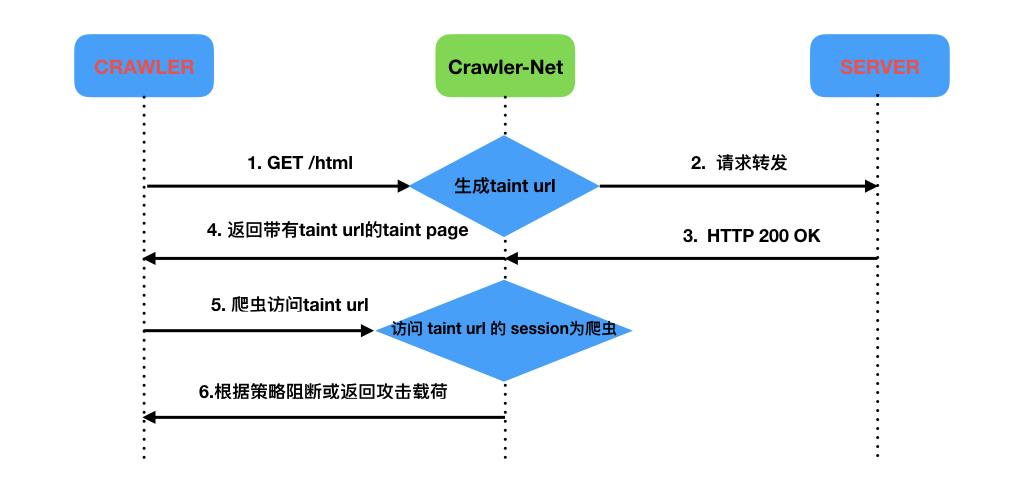 CRAWLER
Crawler-Net
SERVER
1. GET /html
生成taint url
2. 请求转发
4. 返回带有taint url的taint page
3. HTTP 200 OK
5. 爬虫访问taint url
访问 taint url 的 session为爬虫
6.根据策略阻断或返回攻击载荷